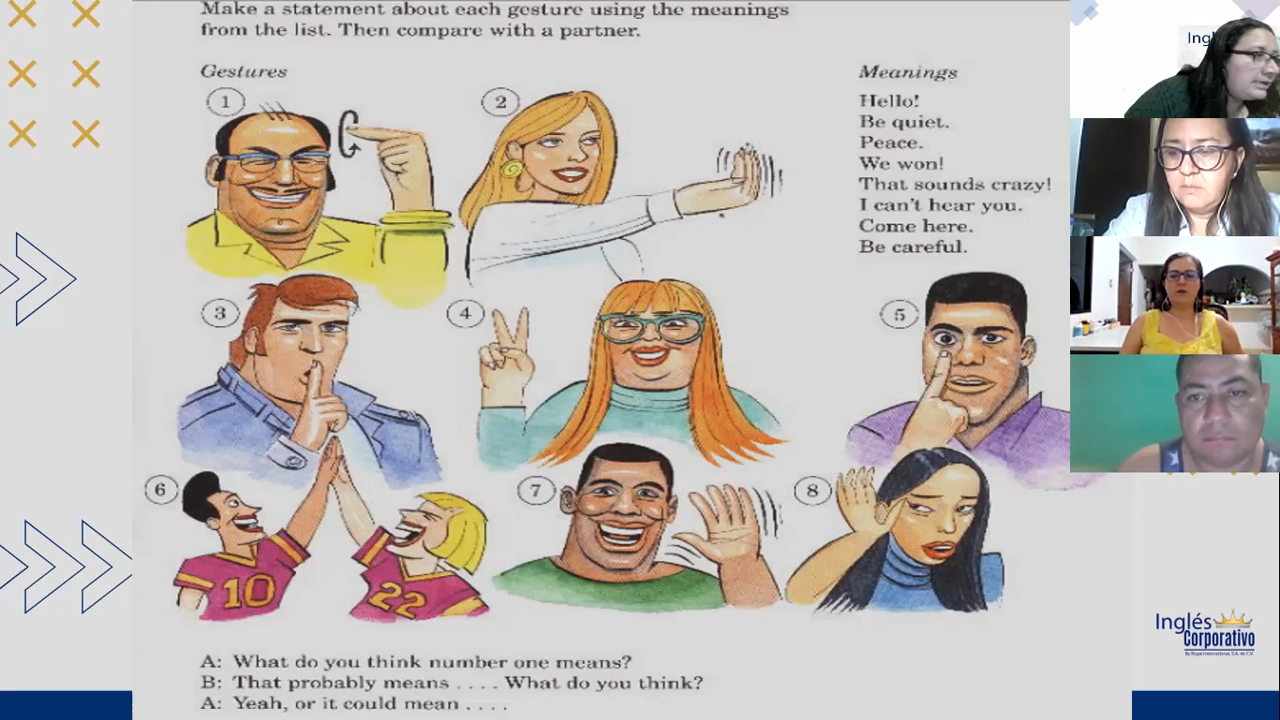 Make a statement about each gesture using the meanings
from the list. Then compare with a partner.
Gestures
Meanings
Hello!
Be quiet.
Peace.
We won!
That sounds crazy!
I can't hear you.
Come here.
Be careful.
1
2
3
4
5
6
7
8
10
22
A: What do you think number one means?
B: That probably means . . . . What do you think?
A: Yeah, or it could mean . . . .
Inglés
Corporativo